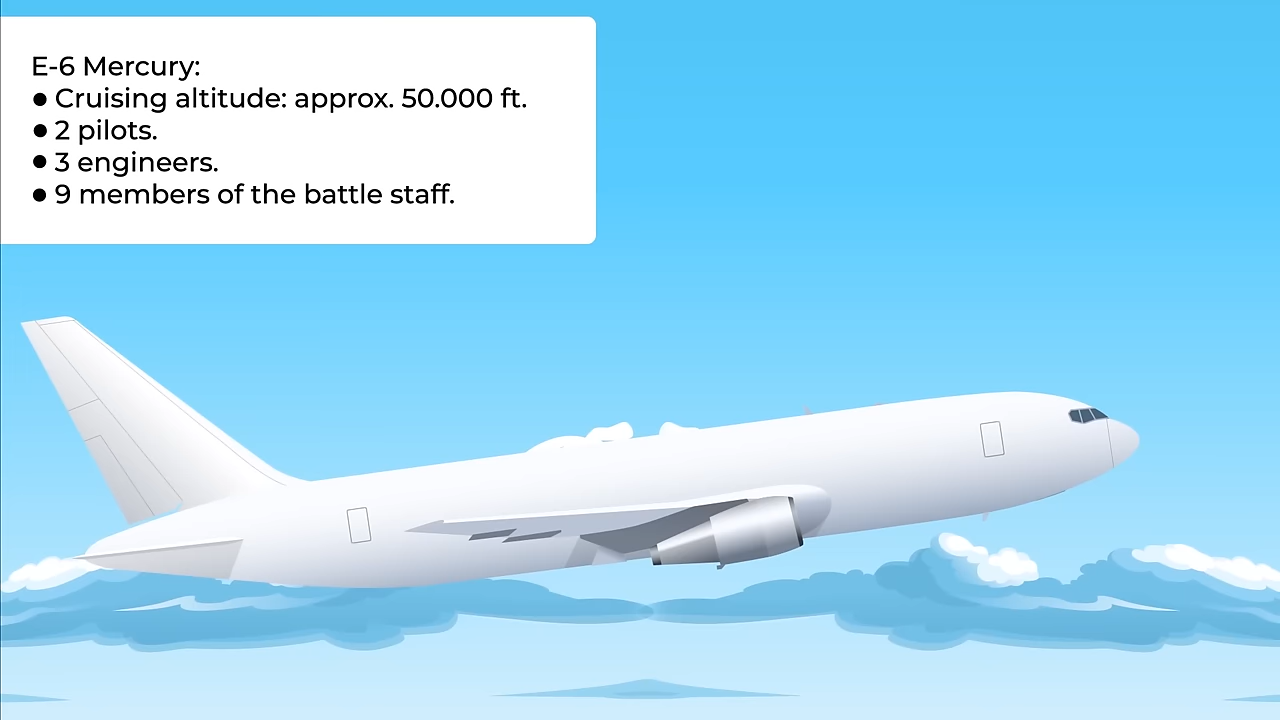 E-6 Mercury:
● Cruising altitude: approx. 50.000 ft.
● 2 pilots.
● 3 engineers.
● 9 members of the battle staff.